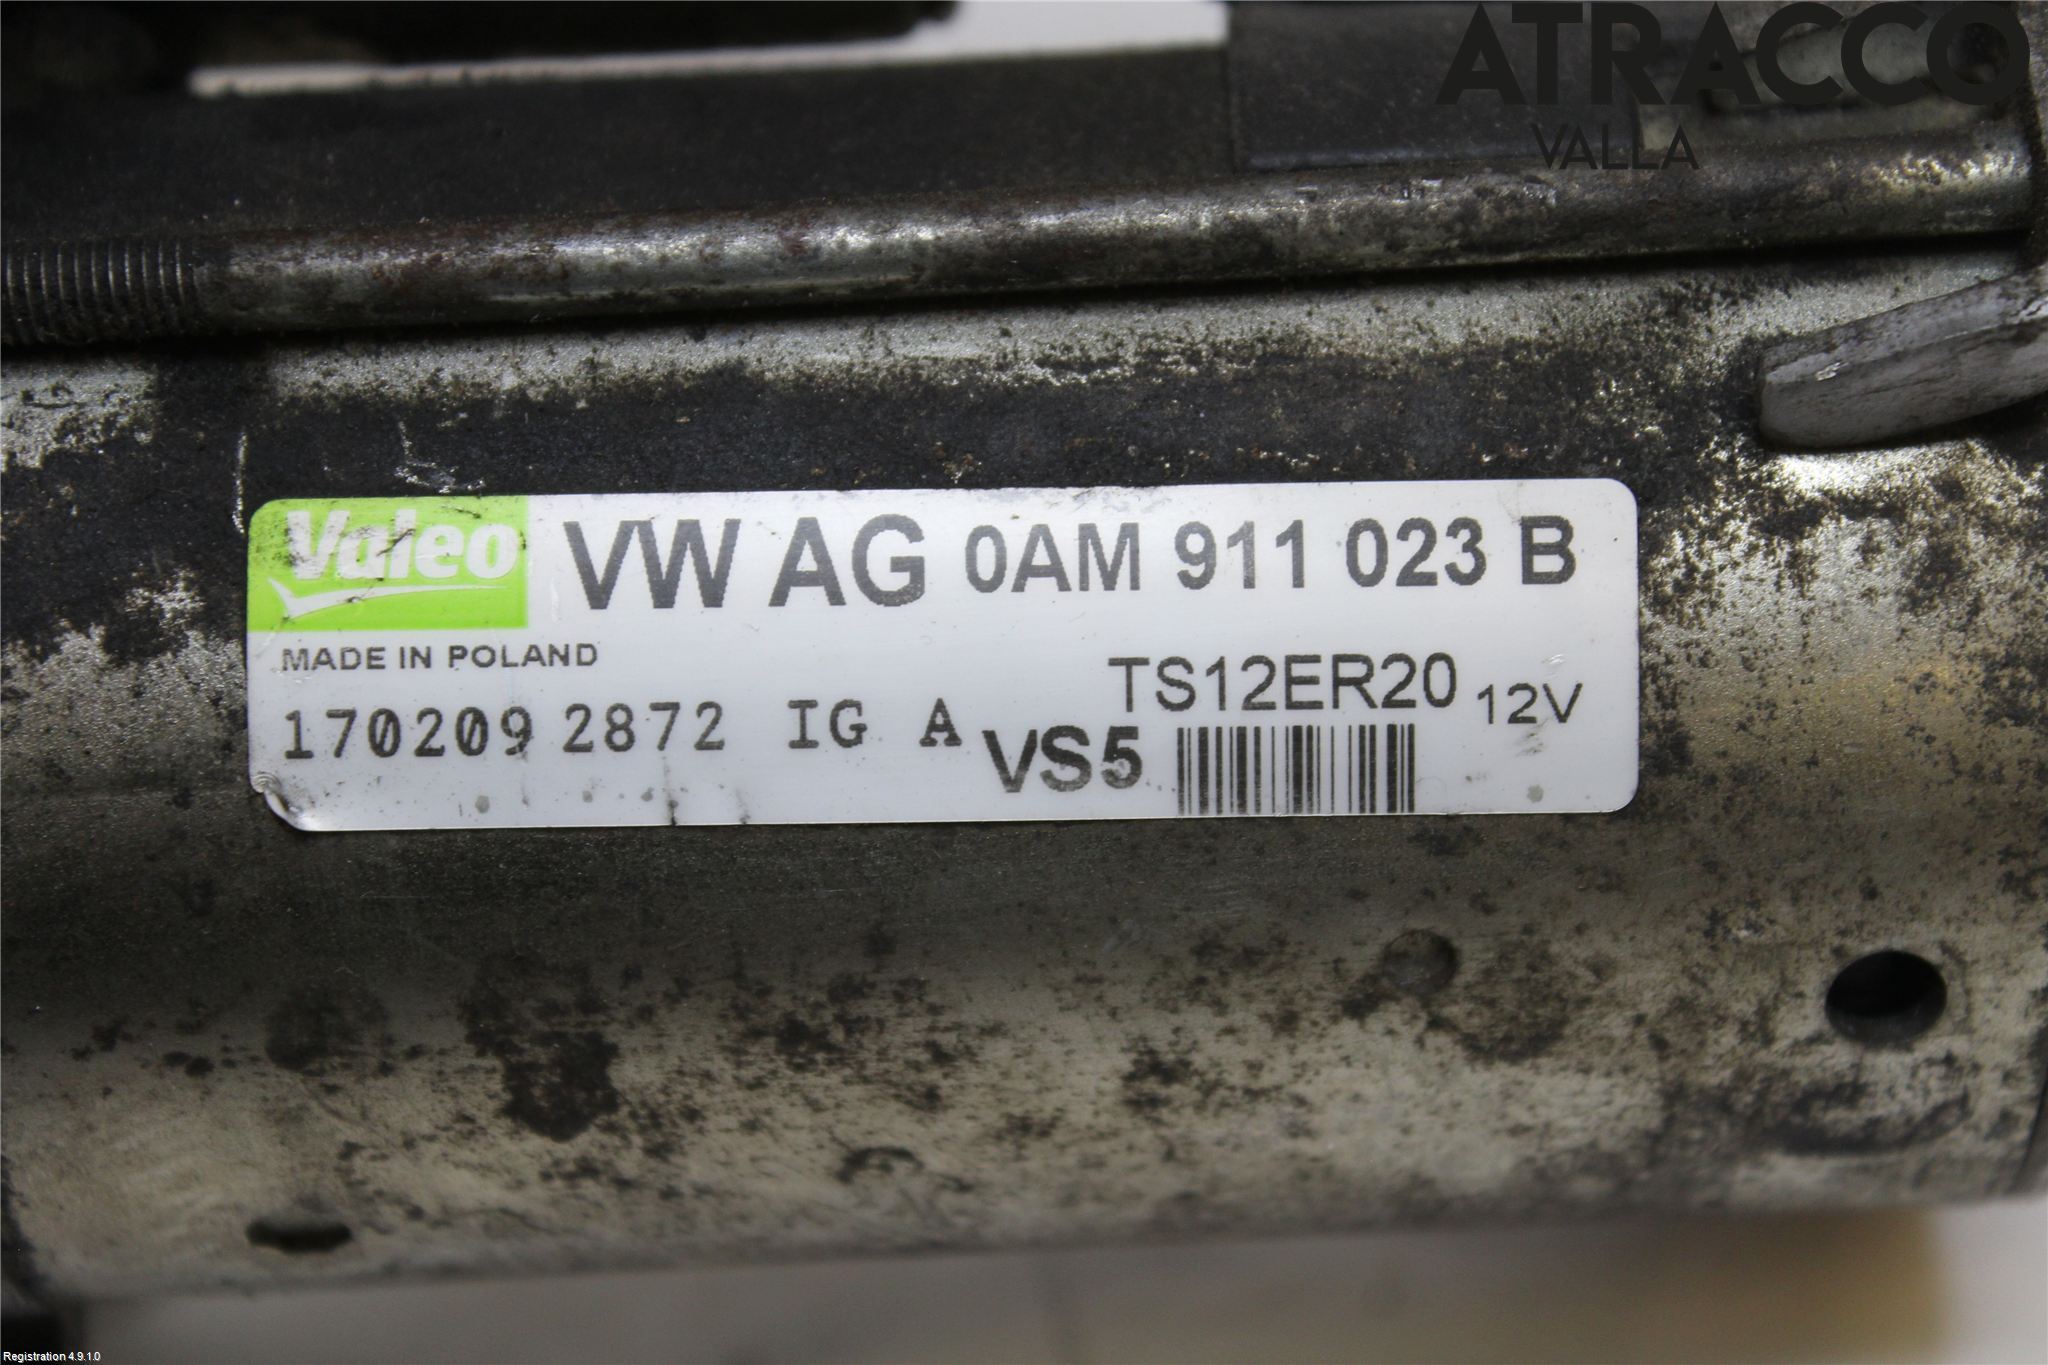 ATRACCO
VALLA
Valeo
VW AG 0AM 911 023 B
MADE IN POLAND
TS12ER20 12V
170209 2872 IG A
VS5
Registration 4.9.1.0